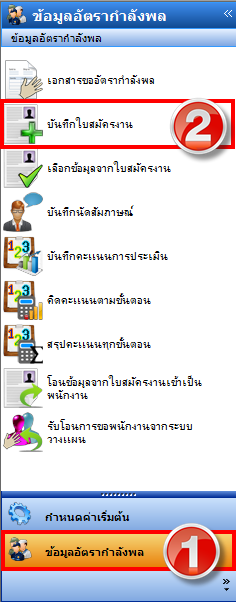 ข้อมูลอัตรากำลังพล «
ข้อมูลอัตรากำลังพล
เอกสารขออัตรากำลังพล
บันทึกใบสมัครงาน
2
เลือกข้อมูลจากใบสมัครงาน
บันทึกนัดสัมภาษณ์
บันทึกคะแนนการประเมิน
คิดคะแนนตามขั้นตอน
สรุปคะแนนทุกขั้นตอน
โอนข้อมูลจากใบสมัครงานเข้าเป็น
พนักงาน
รับโอนการขอพนักงานจากระบบ
วางแผน
กำหนดค่าเริ่มต้น
ข้อมูลอัตรากำลังพล
1
»